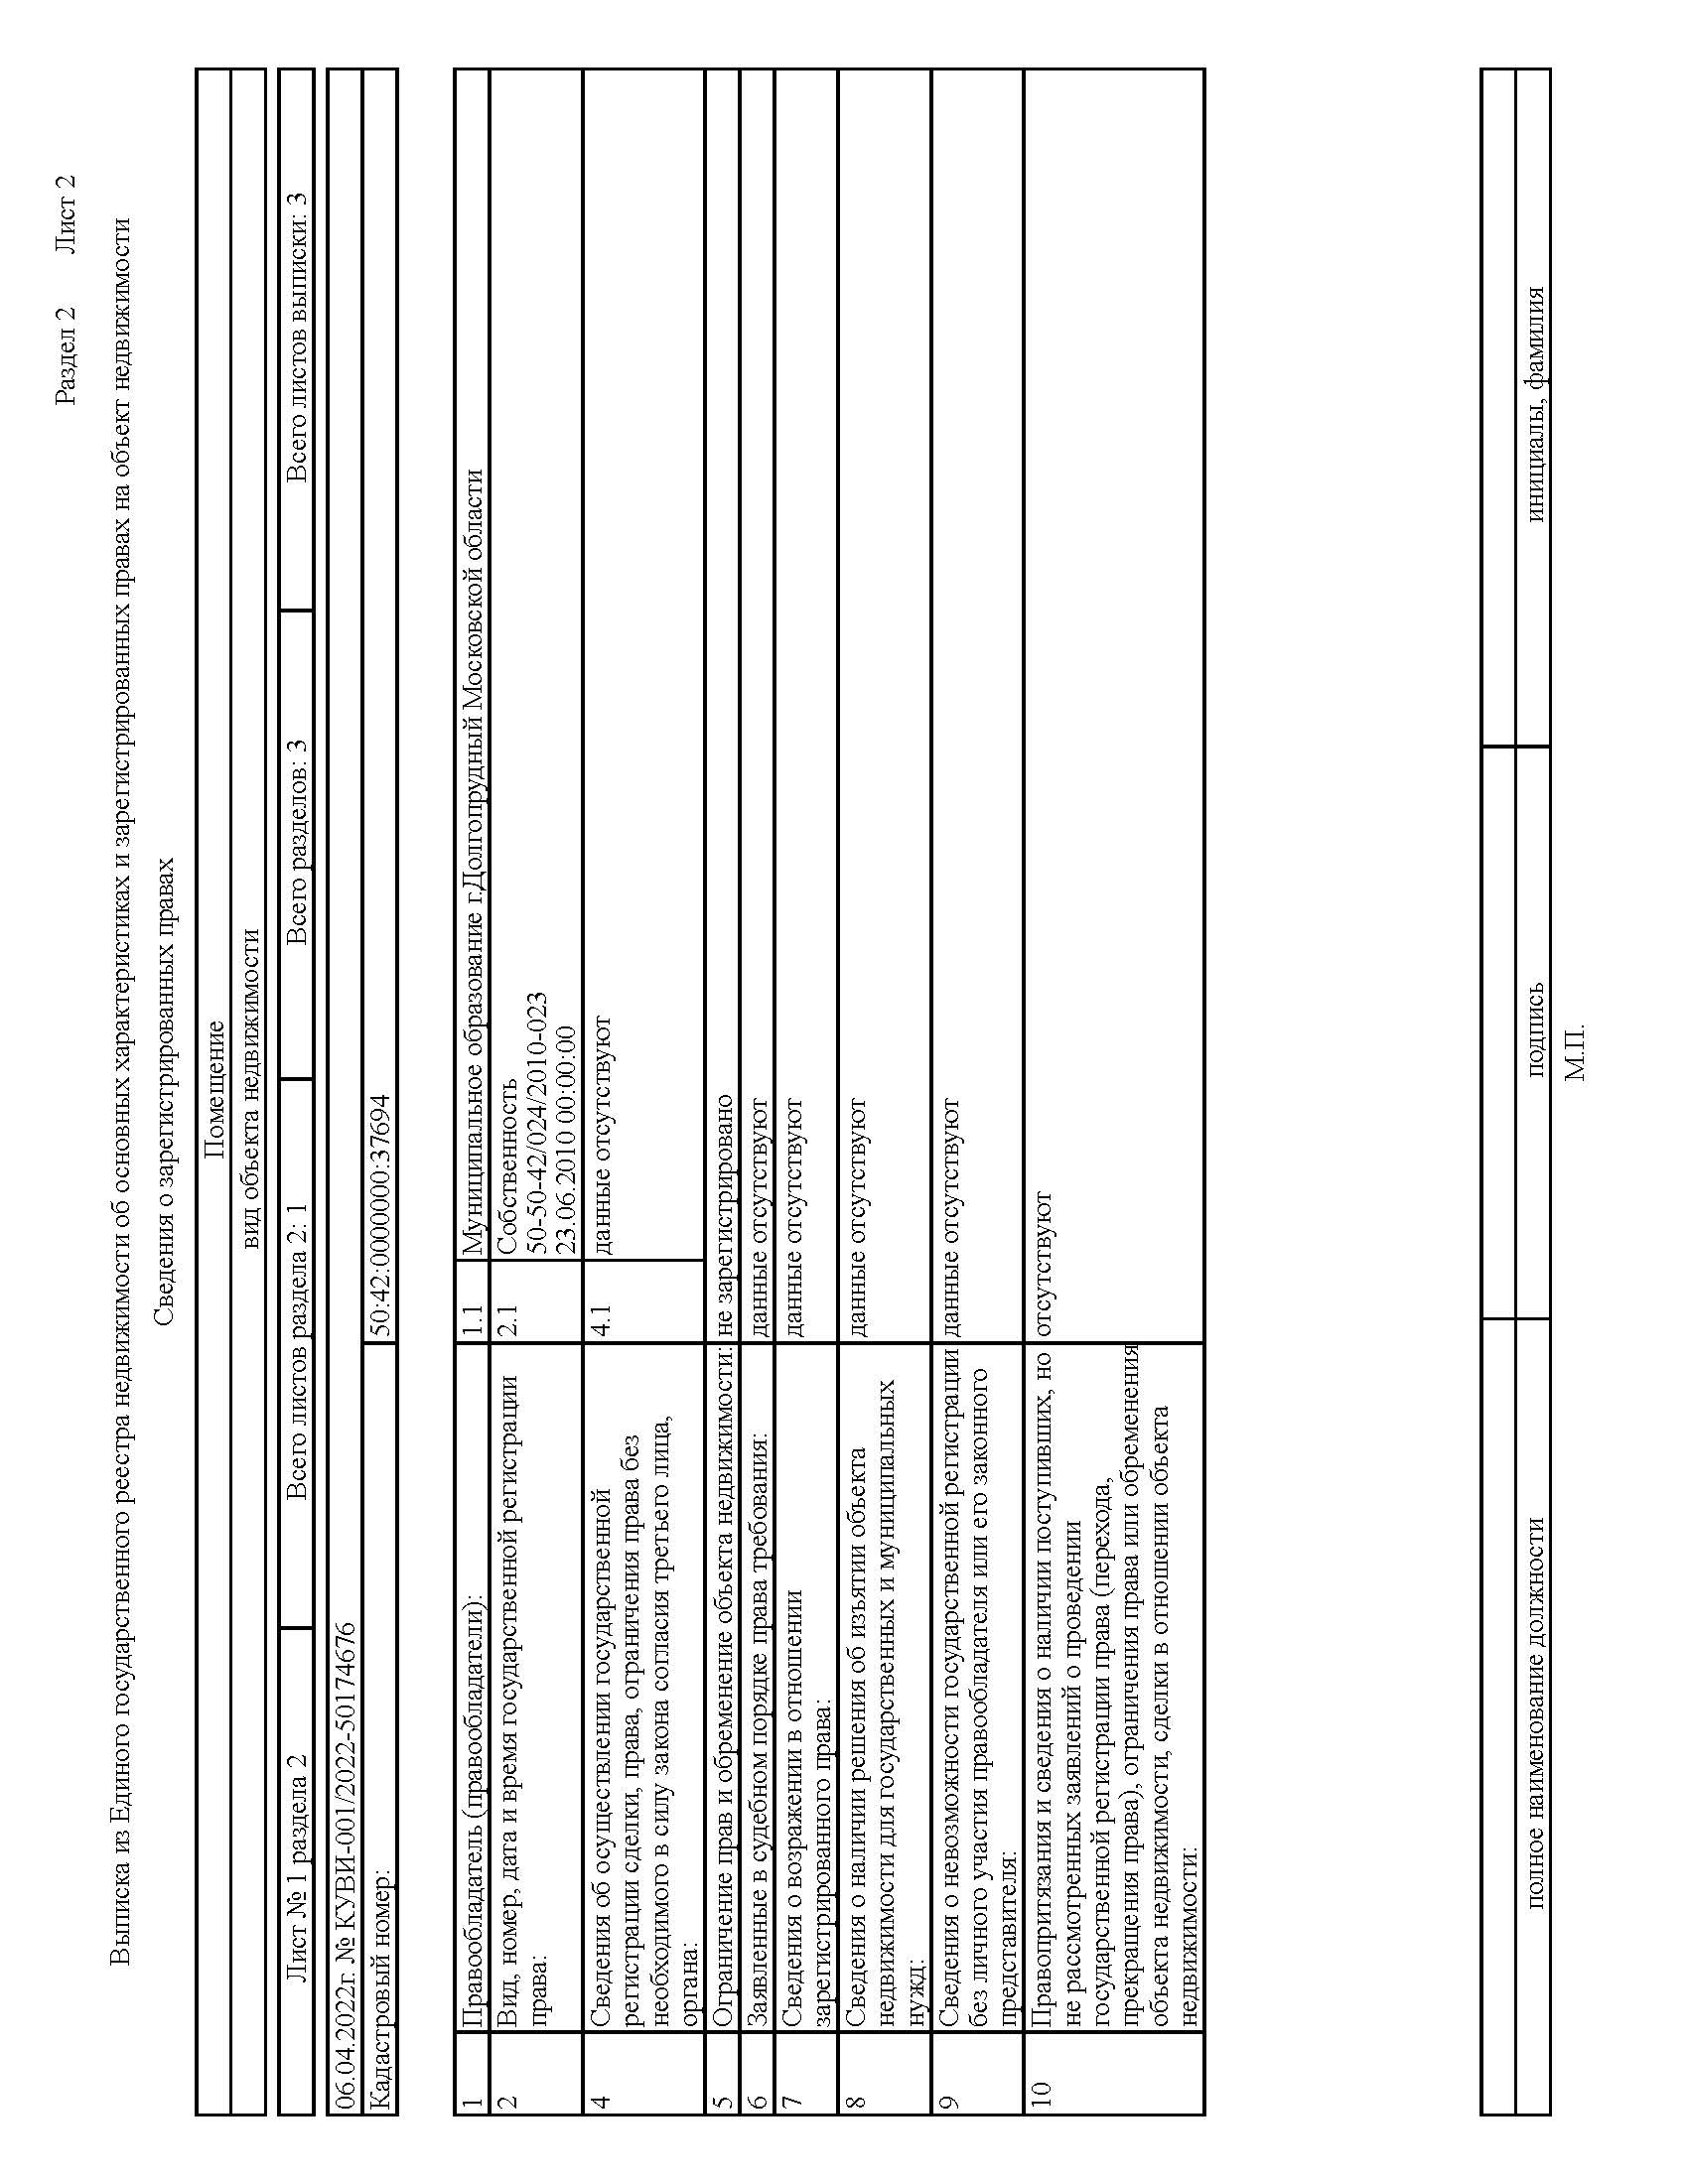 Раздел 2 Лист 2
Выписка из Единого государственного реестра недвижимости об основных характеристиках и зарегистрированных правах на объект недвижимости
Сведения о зарегистрированных правах
Помещение
вид объекта недвижимости
Лист № 1 раздела 2 Всего листов раздела 2: 1 Всего разделов: 3 Всего листов выписки: 3
06.04.2022г. № КУВИ-001/2022-50174676
Кадастровый номер: 50:42:0000000:37694
1 Правообладатель (правообладатели): 1.1 Муниципальное образование г.Долгопрудный Московской области
2 Вид, номер, дата и время государственной регистрации
права:
2.1 Собственность
50-50-42/024/2010-023
23.06.2010 00:00:00
4 Сведения об осуществлении государственной
регистрации сделки, права, ограничения права без
необходимого в силу закона согласия третьего лица,
органа:
4.1 данные отсутствуют
5 Ограничение прав и обременение объекта недвижимости: не зарегистрировано
6 Заявленные в судебном порядке права требования: данные отсутствуют
7 Сведения о возражении в отношении
зарегистрированного права:
данные отсутствуют
8 Сведения о наличии решения об изъятии объекта
недвижимости для государственных и муниципальных
нужд:
данные отсутствуют
9 Сведения о невозможности государственной регистрации
без личного участия правообладателя или его законного
представителя:
данные отсутствуют
10 Правопритязания и сведения о наличии поступивших, но
не рассмотренных заявлений о проведении
государственной регистрации права (перехода,
прекращения права), ограничения права или обременения
объекта недвижимости, сделки в отношении объекта
недвижимости:
отсутствуют
полное наименование должности подпись инициалы, фамилия
М.П.